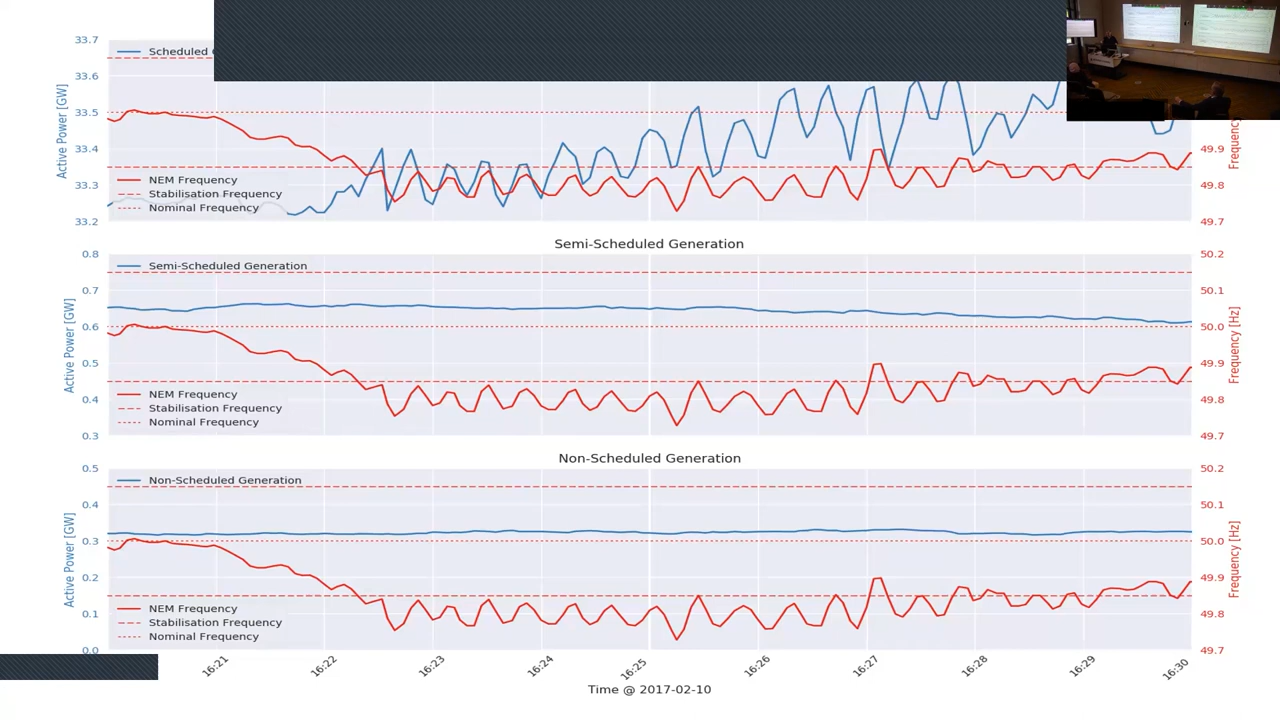 33.7
33.6
33.5
33.4
33.3
33.2
Active Power [GW]
Scheduled
NEM Frequency
Stabilisation Frequency
Nominal Frequency
49.9
49.8
49.7
Frequency
Semi-Scheduled Generation
0.8
0.7
0.6
0.5
0.4
0.3
Active Power [GW]
Semi-Scheduled Generation
NEM Frequency
Stabilisation Frequency
Nominal Frequency
50.2
50.1
50.0
49.9
49.8
49.7
Frequency [Hz]
Non-Scheduled Generation
0.5
0.4
0.3
0.2
0.1
0.0
Active Power [GW]
Non-Scheduled Generation
NEM Frequency
Stabilisation Frequency
Nominal Frequency
50.2
50.1
50.0
49.9
49.8
49.7
Frequency [Hz]
16:21
16:22
16:23
16:24
16:25
16:26
16:27
16:28
16:29
16:30
Time @ 2017-02-10